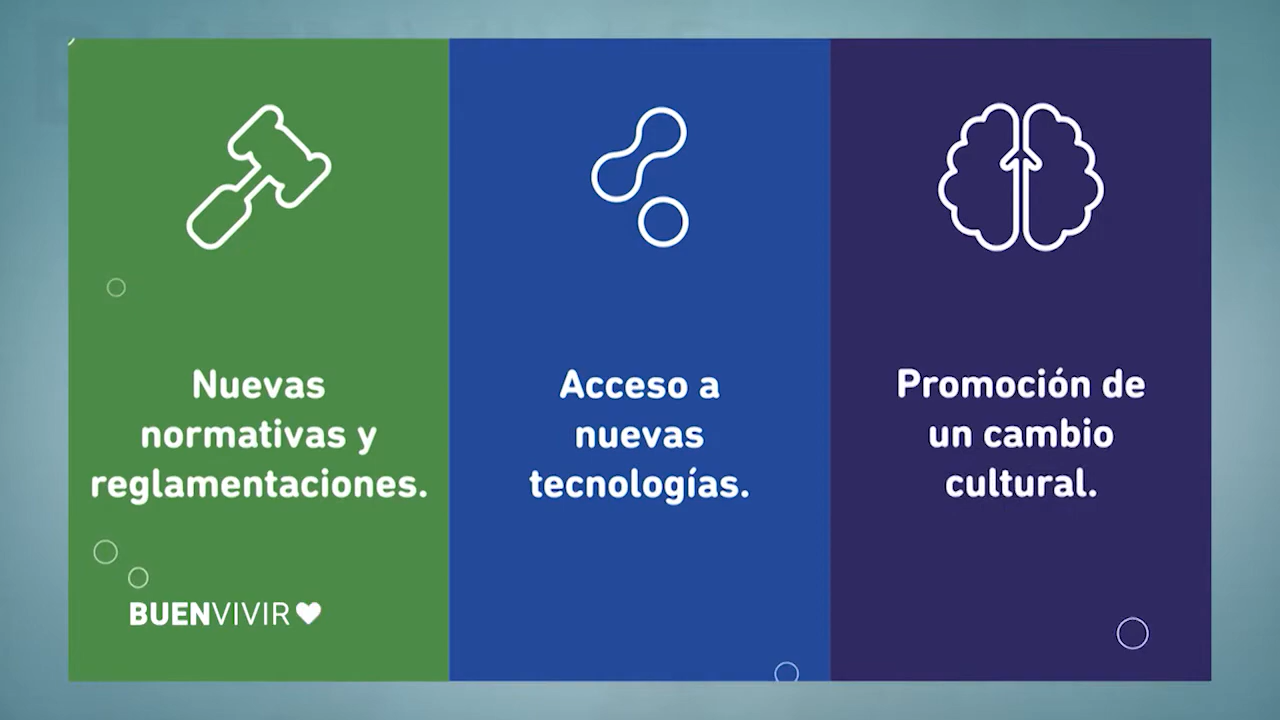 Nuevas
normativas y
reglamentaciones.
Acceso a
nuevas
tecnologías.
Promoción de
un cambio
cultural.
BUENVIVIR